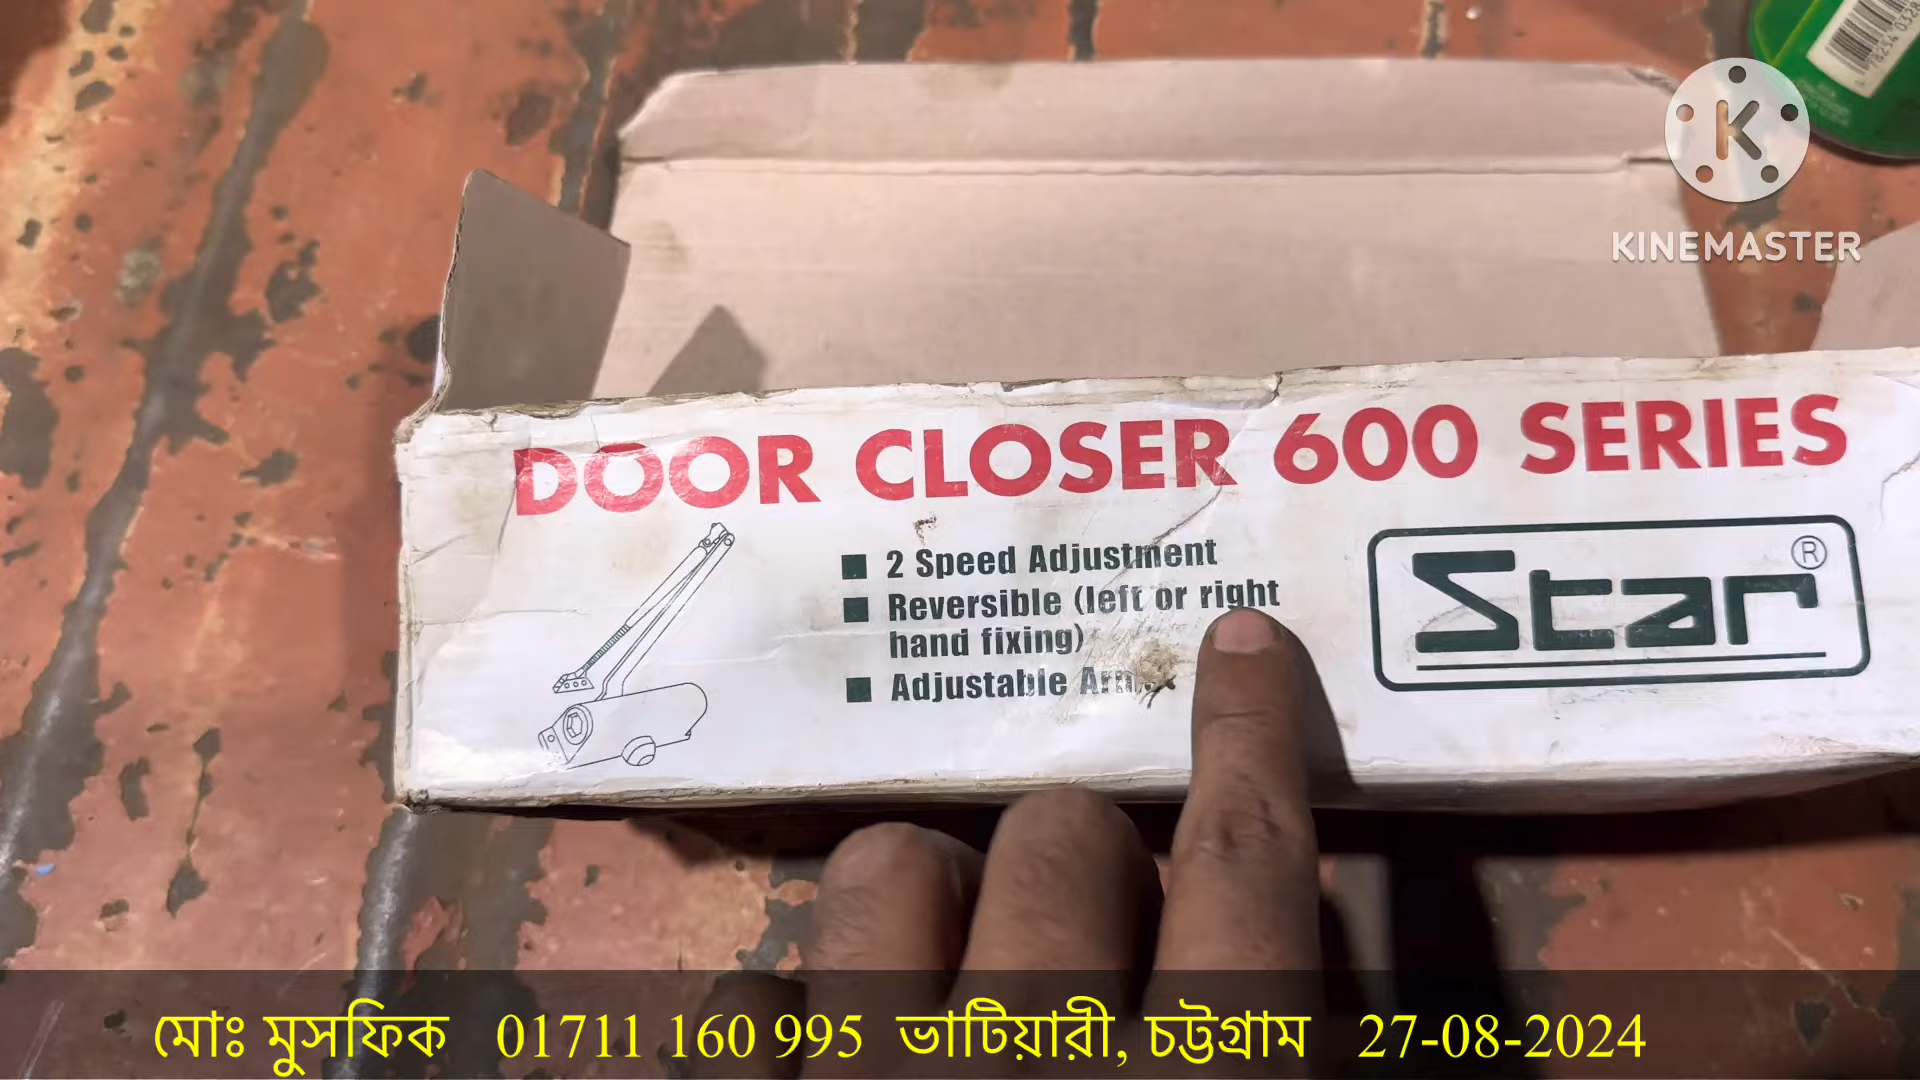 KINEMASTER
DOOR CLOSER 600 SERIES
2 Speed Adjustment
Reversible (left or right
hand fixing)
Adjustable
Star®
মোঃ মুসফিক 01711 160 995 ভাটিয়ারী, চট্টগ্রাম 27-08-2024